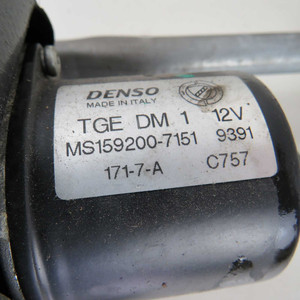 DENSO
MADE IN ITALY
TGE DM 1 12V
MS159200-7151 9391
171-7-A C757